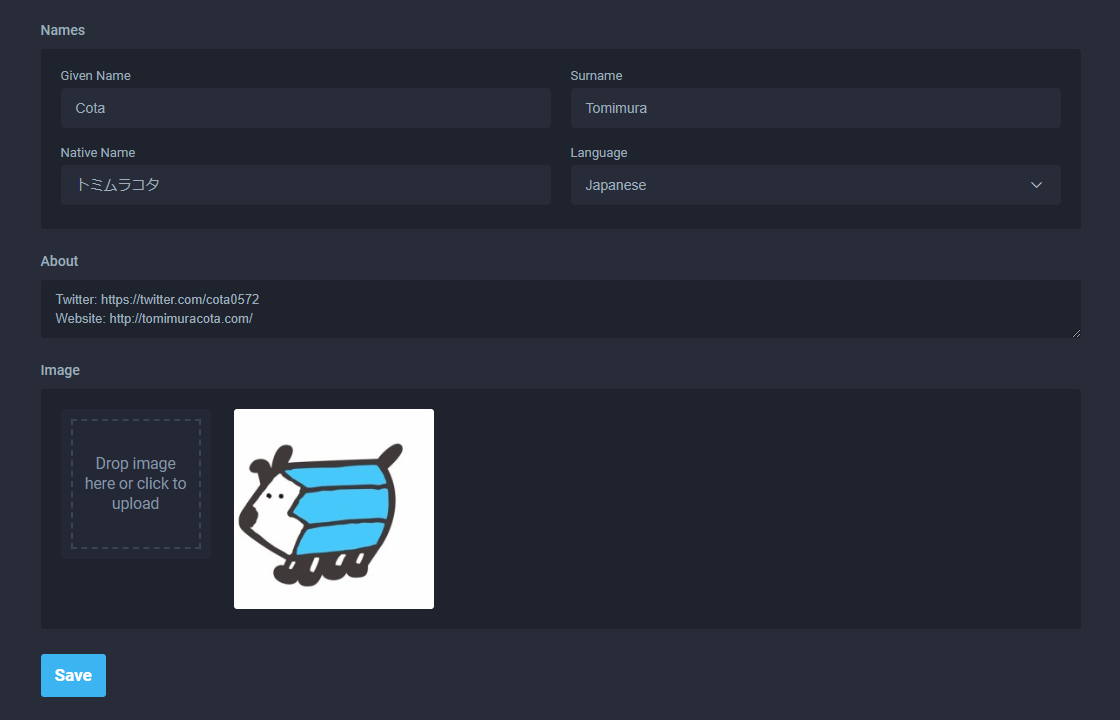 Names
Given Name
Surname
Cota
Tomimura
Native Name
Language
トミムラコタ
Japanese
About
Twitter: https://twitter.com/cota0572
Website: http://tomimuracota.com/
Image
Drop image
here or click to
upload
Save